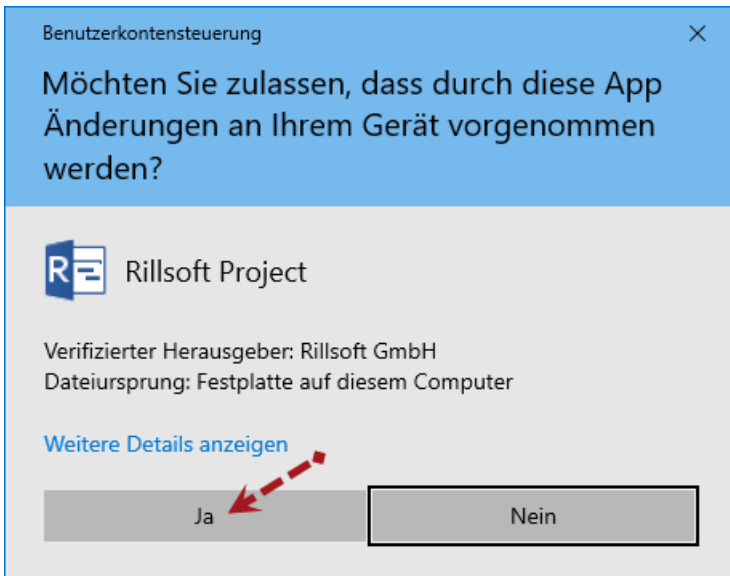 Benutzerkontensteuerung
Möchten Sie zulassen, dass durch diese App
Änderungen an Ihrem Gerät vorgenommen
werden?
R
Rillsoft Project
Verifizierter Herausgeber: Rillsoft GmbH
Dateiursprung: Festplatte auf diesem Computer
Weitere Details anzeigen
Ja
Nein